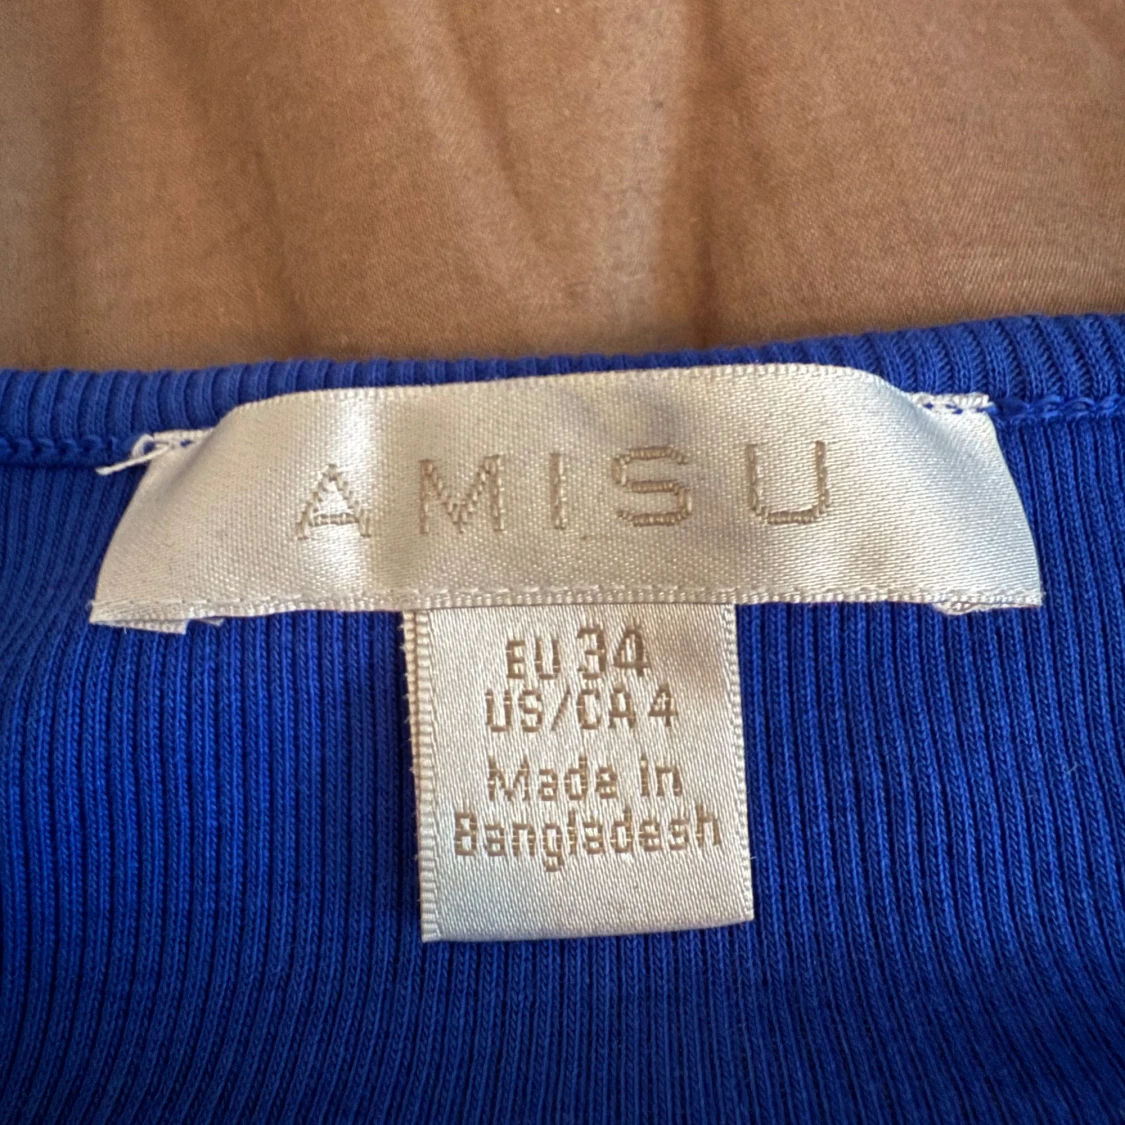 AMISU
EU 34
US/CA 4
Made in
Bangladesh